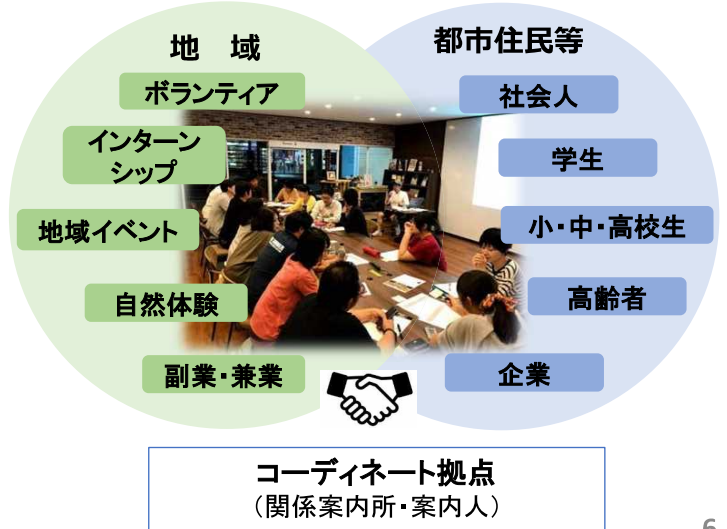 地　域
ボランティア
インターン
シップ
地域イベント
自然体験
副業・兼業
都市住民等
社会人
学生
小・中・高校生
高齢者
企業
コーディネート拠点
（関係案内所・案内人）
6